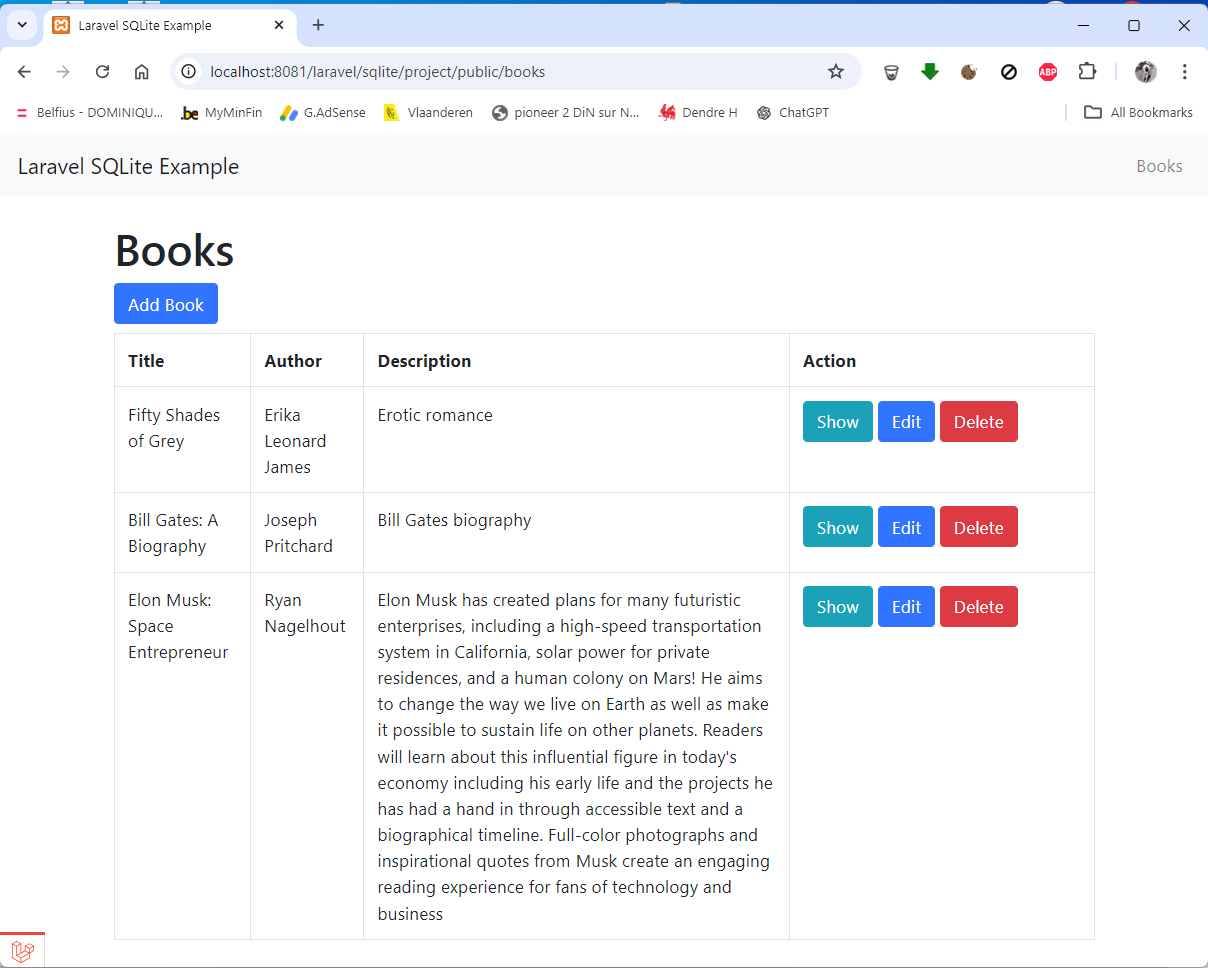 Laravel SQLite Example
localhost:8081/laravel/sqlite/project/public/books
ABP
Belfius - DOMINIQU...
.be MyMinFin
G.AdSense
Vlaanderen
pioneer 2 DiN sur N...
Dendre H
ChatGPT
All Bookmarks
Laravel SQLite Example
Books
Books
Add Book
Title Author Description Action
Fifty Shades
of Grey
Erika
Leonard
James
Erotic romance
Show Edit Delete
Bill Gates: A
Biography
Joseph
Pritchard
Bill Gates biography
Show Edit Delete
Elon Musk:
Space
Entrepreneur
Ryan
Nagelhout
Elon Musk has created plans for many futuristic
enterprises, including a high-speed transportation
system in California, solar power for private
residences, and a human colony on Mars! He aims
to change the way we live on Earth as well as make
it possible to sustain life on other planets. Readers
will learn about this influential figure in today's
economy including his early life and the projects he
has had a hand in through accessible text and a
biographical timeline. Full-color photographs and
inspirational quotes from Musk create an engaging
reading experience for fans of technology and
business
Show Edit Delete